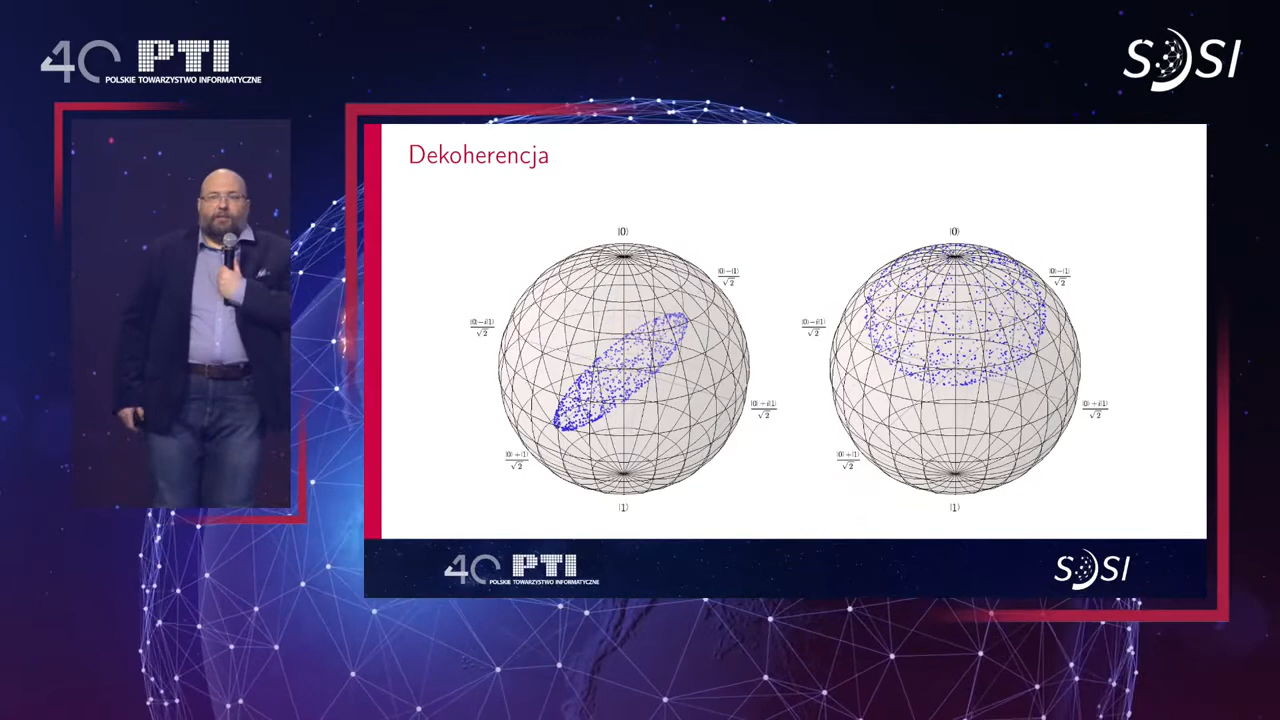 40 PTI
POLSKIE TOWARZYSTWO INFORMATYCZNE
SDSI
Dekoherencja
|0⟩
|0⟩−|1⟩
√2
|0⟩−i|1⟩
√2
|0⟩+i|1⟩
√2
|0⟩+|1⟩
√2
|1⟩
|0⟩
|0⟩−|1⟩
√2
|0⟩−i|1⟩
√2
|0⟩+i|1⟩
√2
|0⟩+|1⟩
√2
|1⟩
40 PTI
POLSKIE TOWARZYSTWO INFORMATYCZNE
SDSI